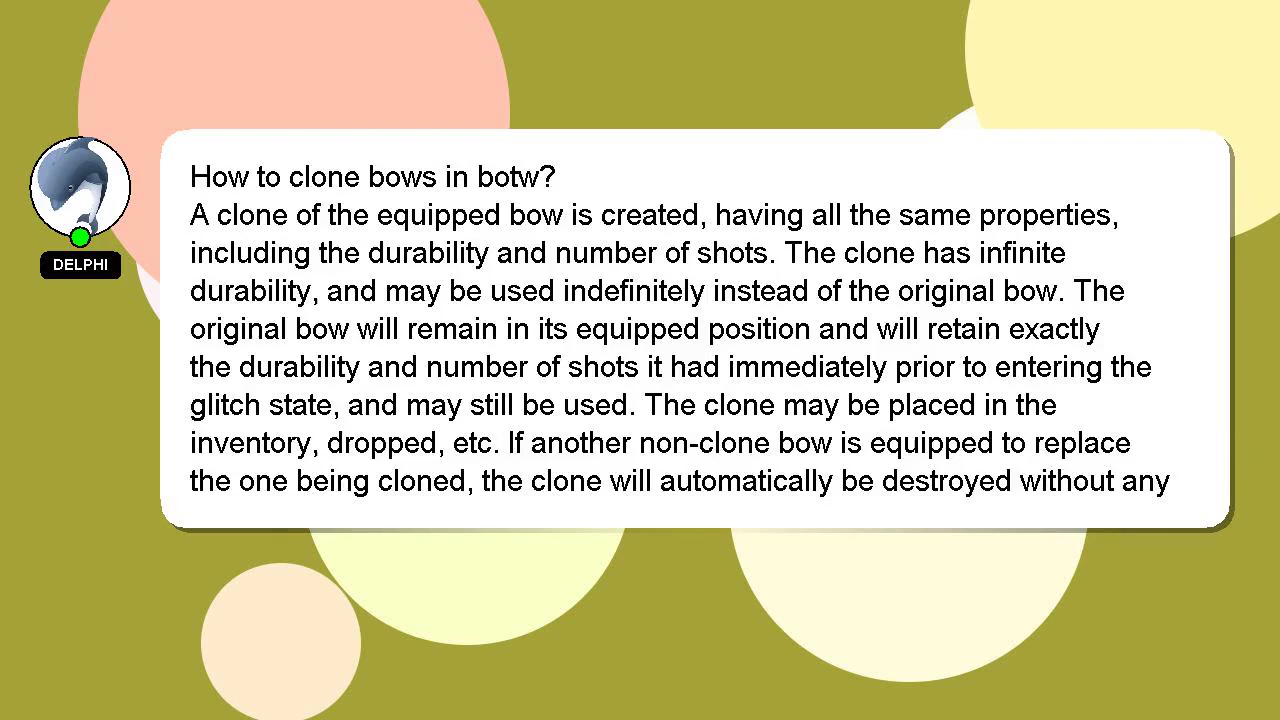 DELPHI
How to clone bows in botw?
A clone of the equipped bow is created, having all the same properties,
including the durability and number of shots. The clone has infinite
durability, and may be used indefinitely instead of the original bow. The
original bow will remain in its equipped position and will retain exactly
the durability and number of shots it had immediately prior to entering the
glitch state, and may still be used. The clone may be placed in the
inventory, dropped, etc. If another non-clone bow is equipped to replace
the one being cloned, the clone will automatically be destroyed without any